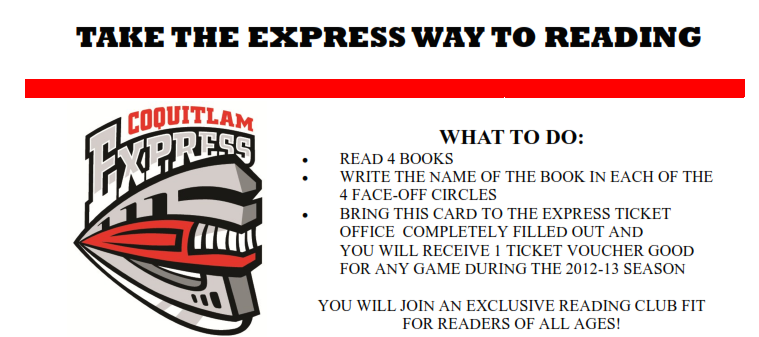 TAKE THE EXPRESS WAY TO READING
COQUITLAM
EXPRESS
WHAT TO DO:
• READ 4 BOOKS
• WRITE THE NAME OF THE BOOK IN EACH OF THE
4 FACE-OFF CIRCLES
• BRING THIS CARD TO THE EXPRESS TICKET
OFFICE COMPLETELY FILLED OUT AND
YOU WILL RECEIVE 1 TICKET VOUCHER GOOD
FOR ANY GAME DURING THE 2012-13 SEASON
YOU WILL JOIN AN EXCLUSIVE READING CLUB FIT
FOR READERS OF ALL AGES!